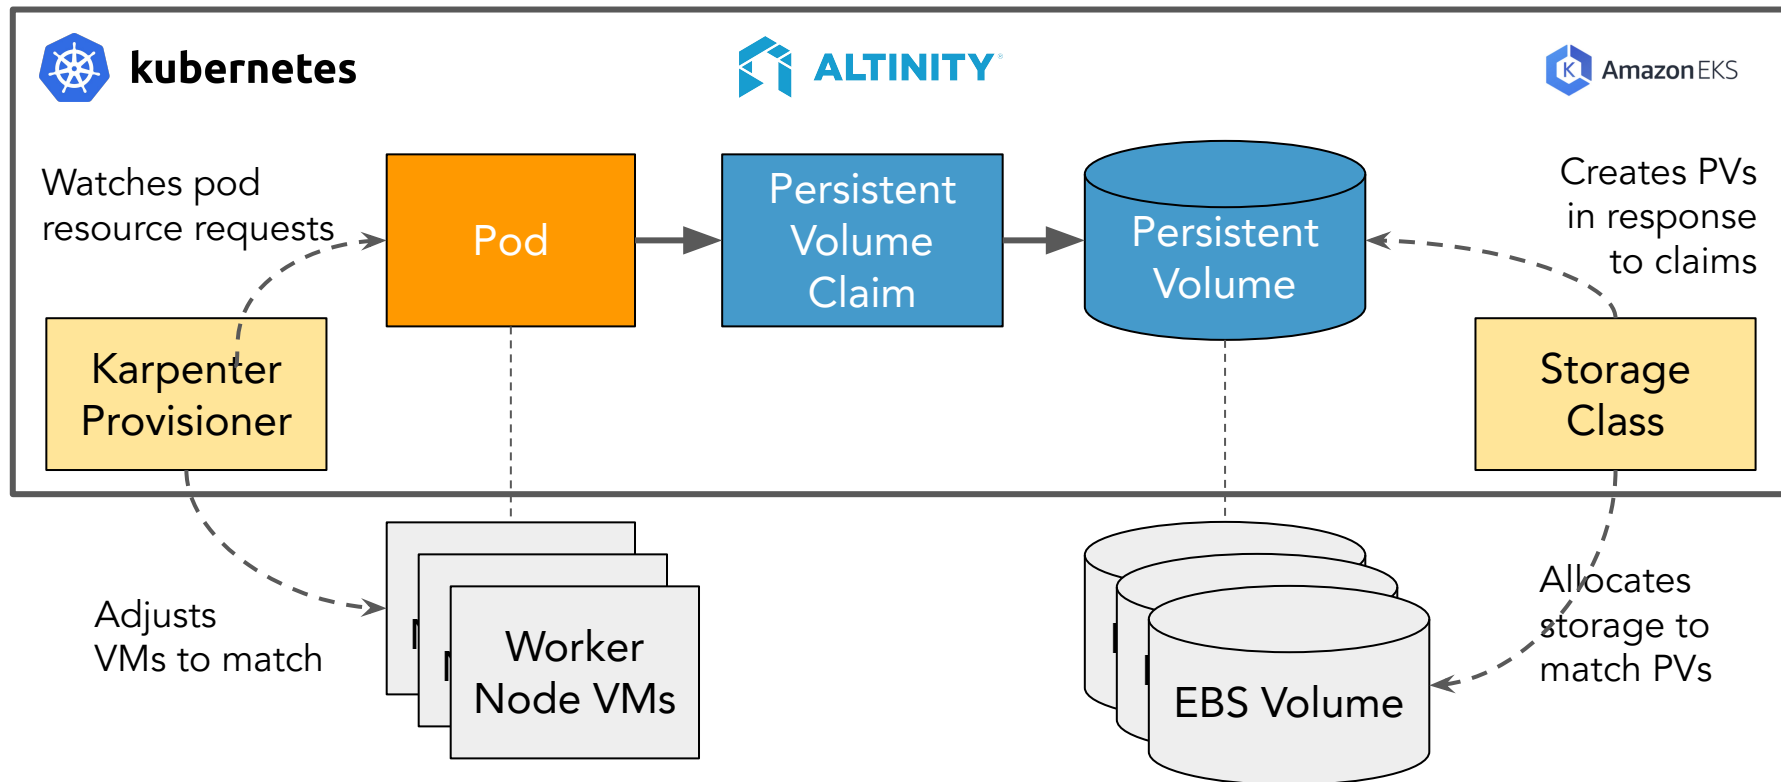 kubernetes
ALTINITY
Amazon EKS
Watches pod
resource requests
Pod
Persistent
Volume
Claim
Persistent
Volume
Creates PVs
in response
to claims
Karpenter
Provisioner
Storage
Class
Adjusts
VMs to match
Worker
Node VMs
EBS Volume
Allocates
storage to
match PVs